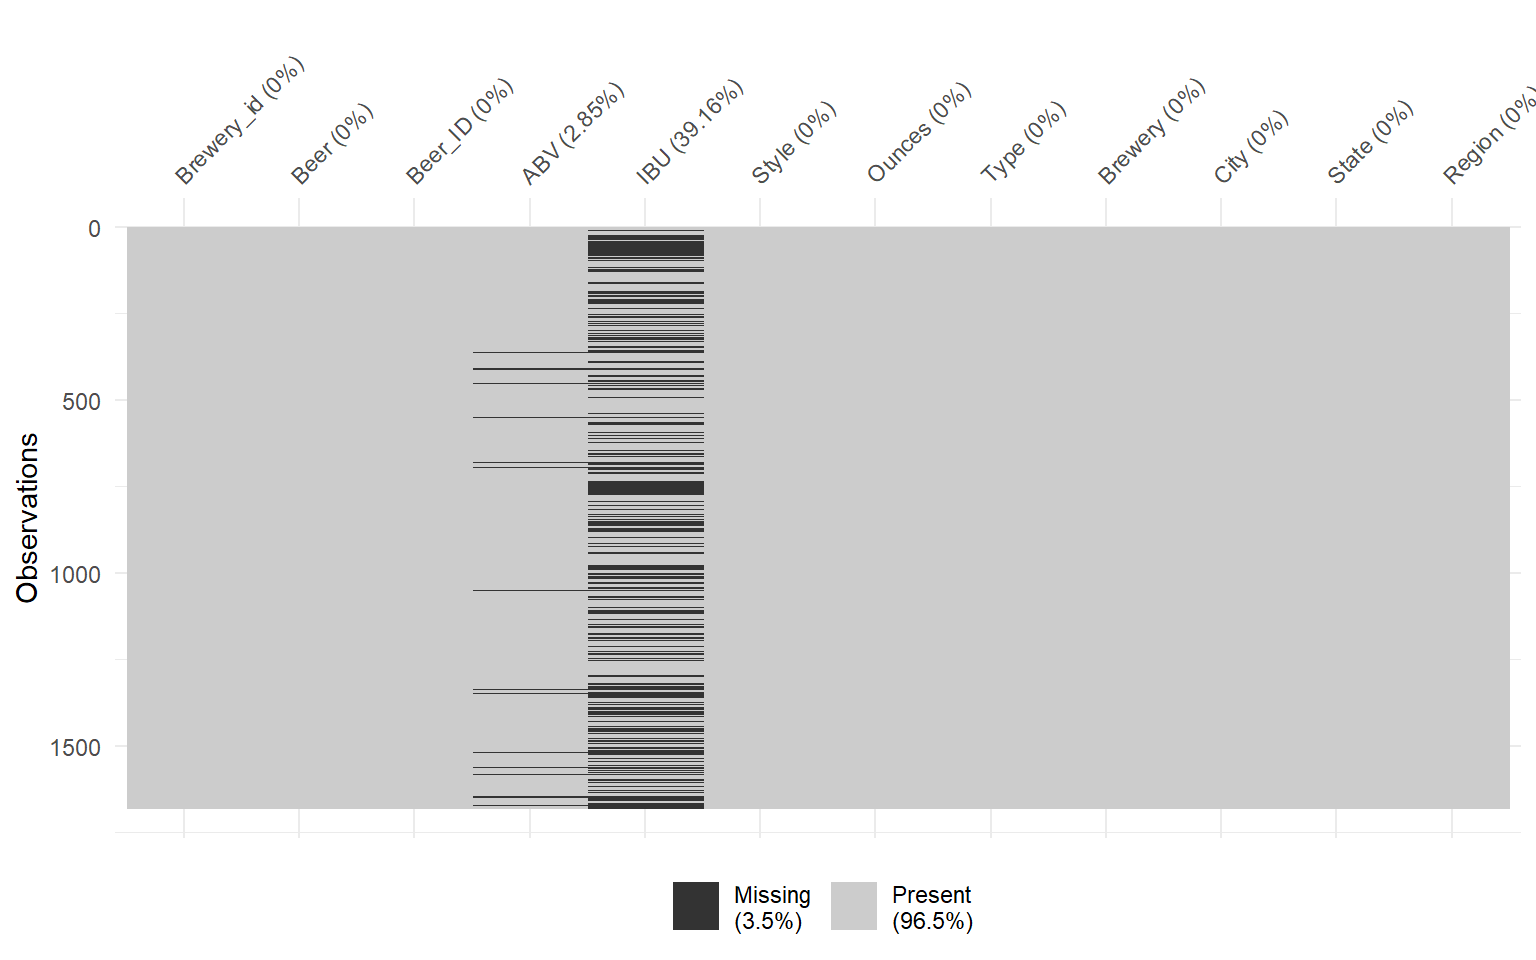 Brewery_id (0%)
Beer (0%)
Beer_ID (0%)
ABV (2.85%)
IBU (39.16%)
Style (0%)
Ounces (0%)
Type (0%)
Brewery (0%)
City (0%)
State (0%)
Region (0%)
Observations
0
500
1000
1500
Missing
(3.5%)
Present
(96.5%)